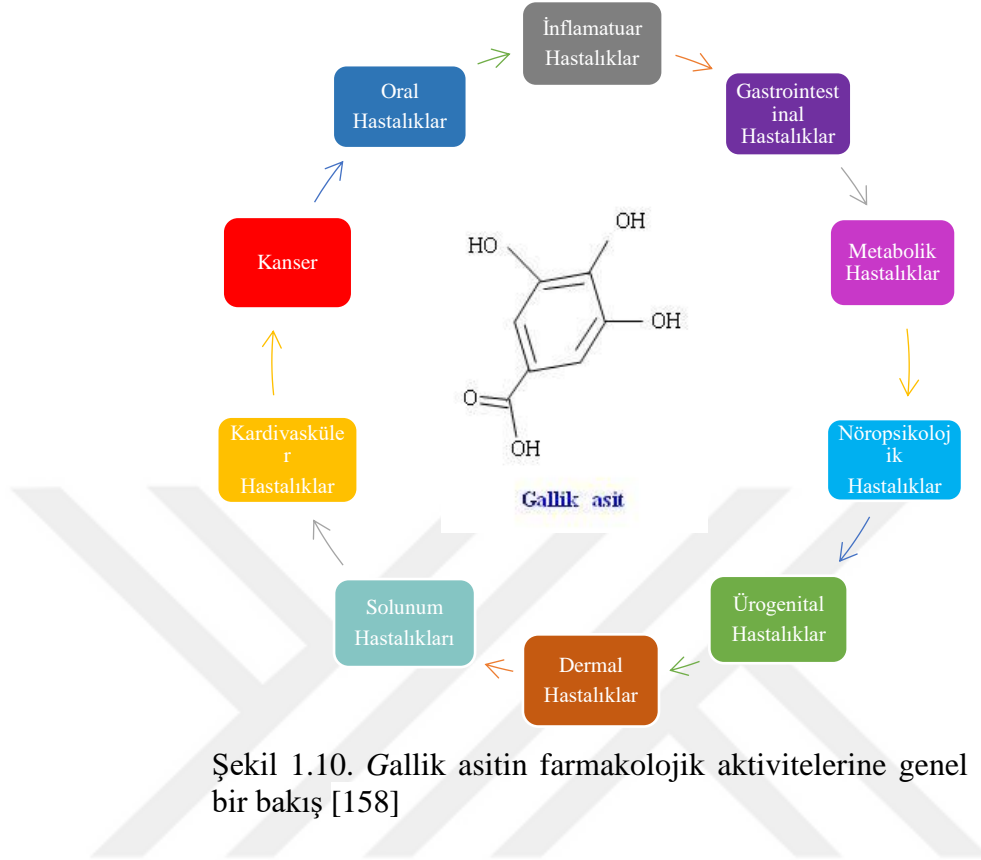 İnflamatuar
Hastalıklar
Gastrointest
inal
Hastalıklar
Metabolik
Hastalıklar
Nöropsikoloj
ik
Hastalıklar
Ürogenital
Hastalıklar
Dermal
Hastalıklar
Solunum
Hastalıkları
Kardivasküle
r
Hastalıklar
Kanser
Oral
Hastalıklar
HO
OH
OH
O
OH
Gallik asit
Şekil 1.10. Gallik asitin farmakolojik aktivitelerine genel
bir bakış [158]